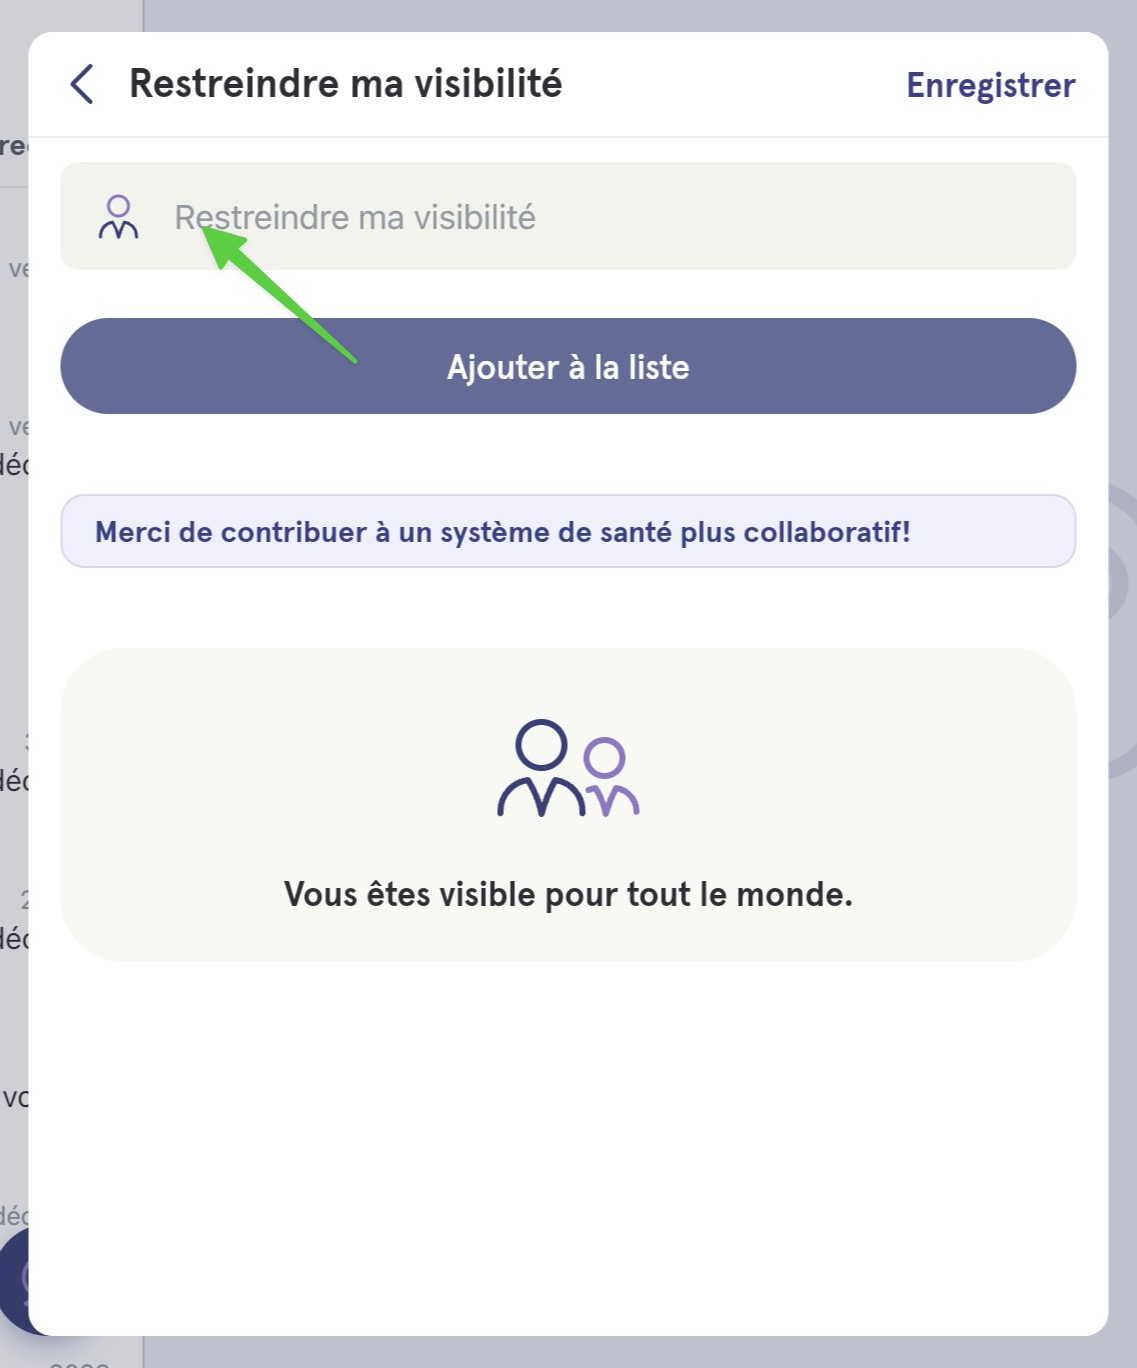 Restreindre ma visibilité
Enregistrer
Restreindre ma visibilité
Ajouter à la liste
Merci de contribuer à un système de santé plus collaboratif!
Vous êtes visible pour tout le monde.